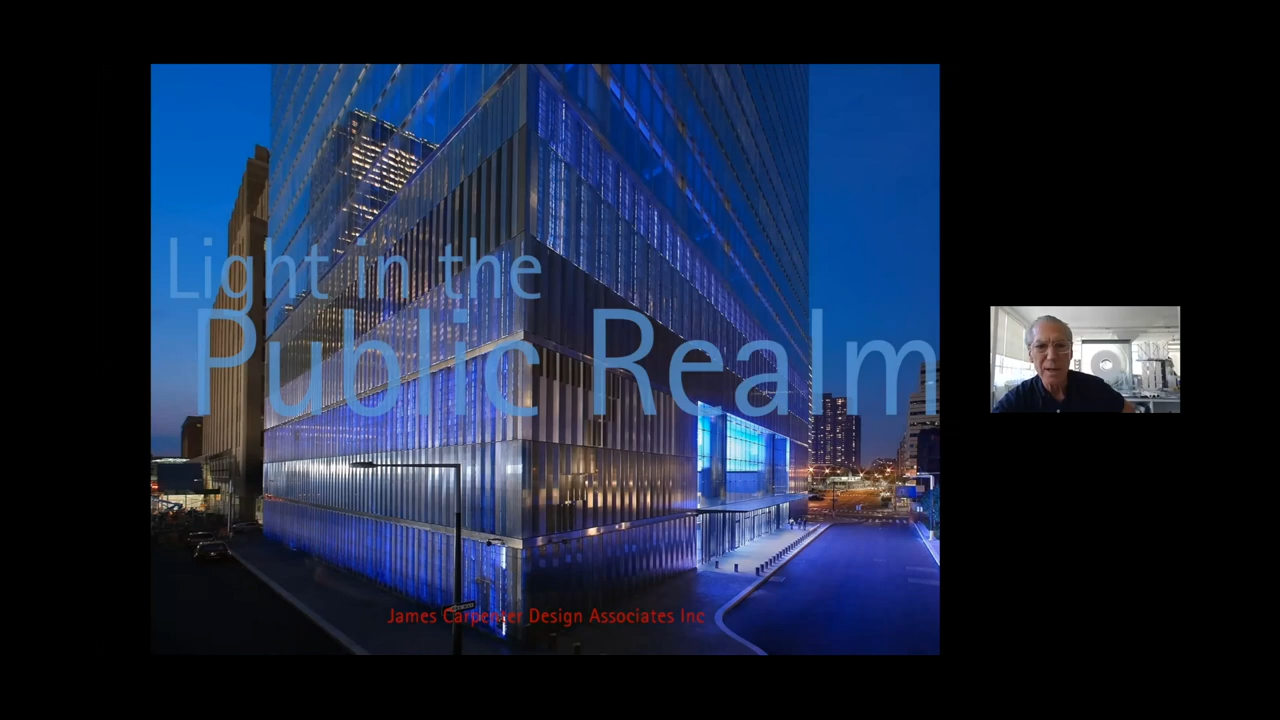 Light in the
Public Realm
James Carpenter Design Associates Inc